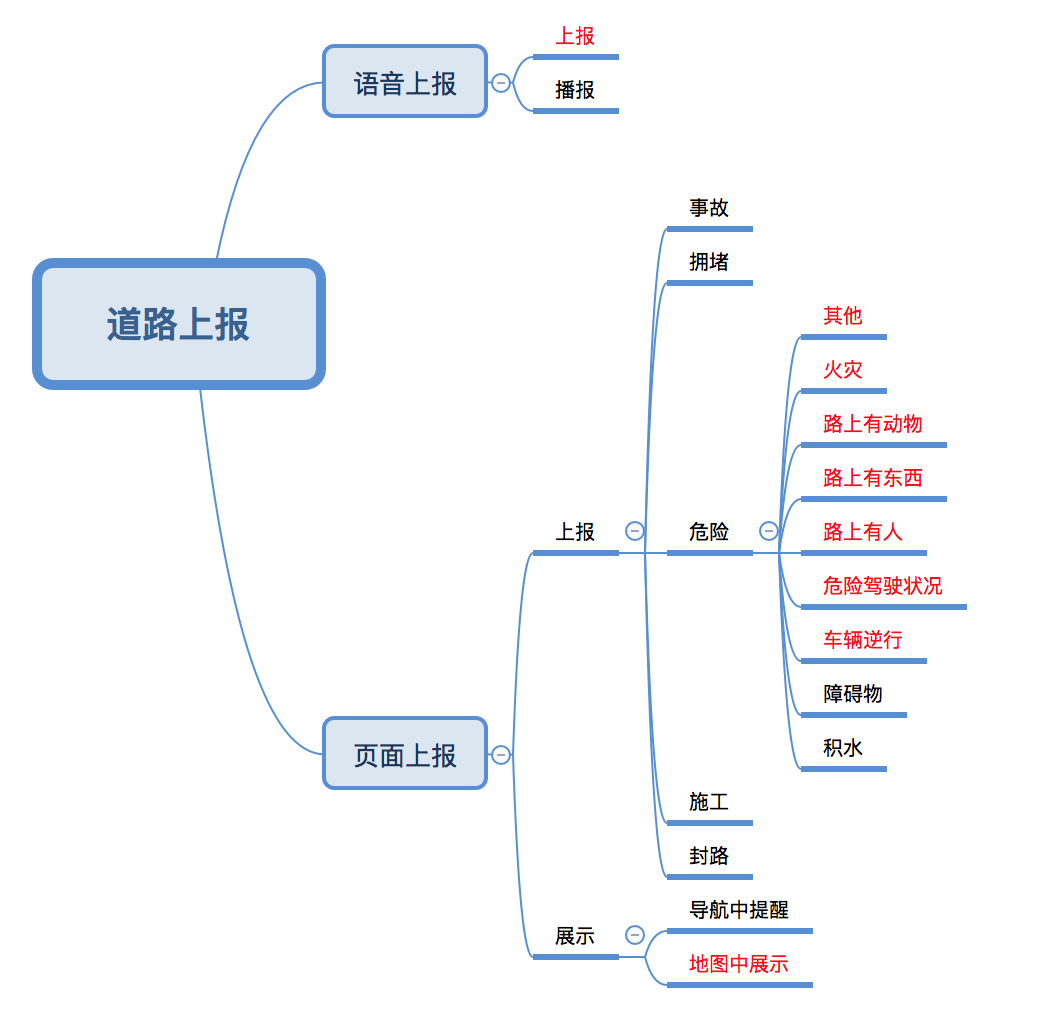 道路上报
语音上报
上报
播报
页面上报
上报
事故
拥堵
危险
其他
火灾
路上有动物
路上有东西
路上有人
危险驾驶状况
车辆逆行
障碍物
积水
施工
封路
展示
导航中提醒
地图中展示